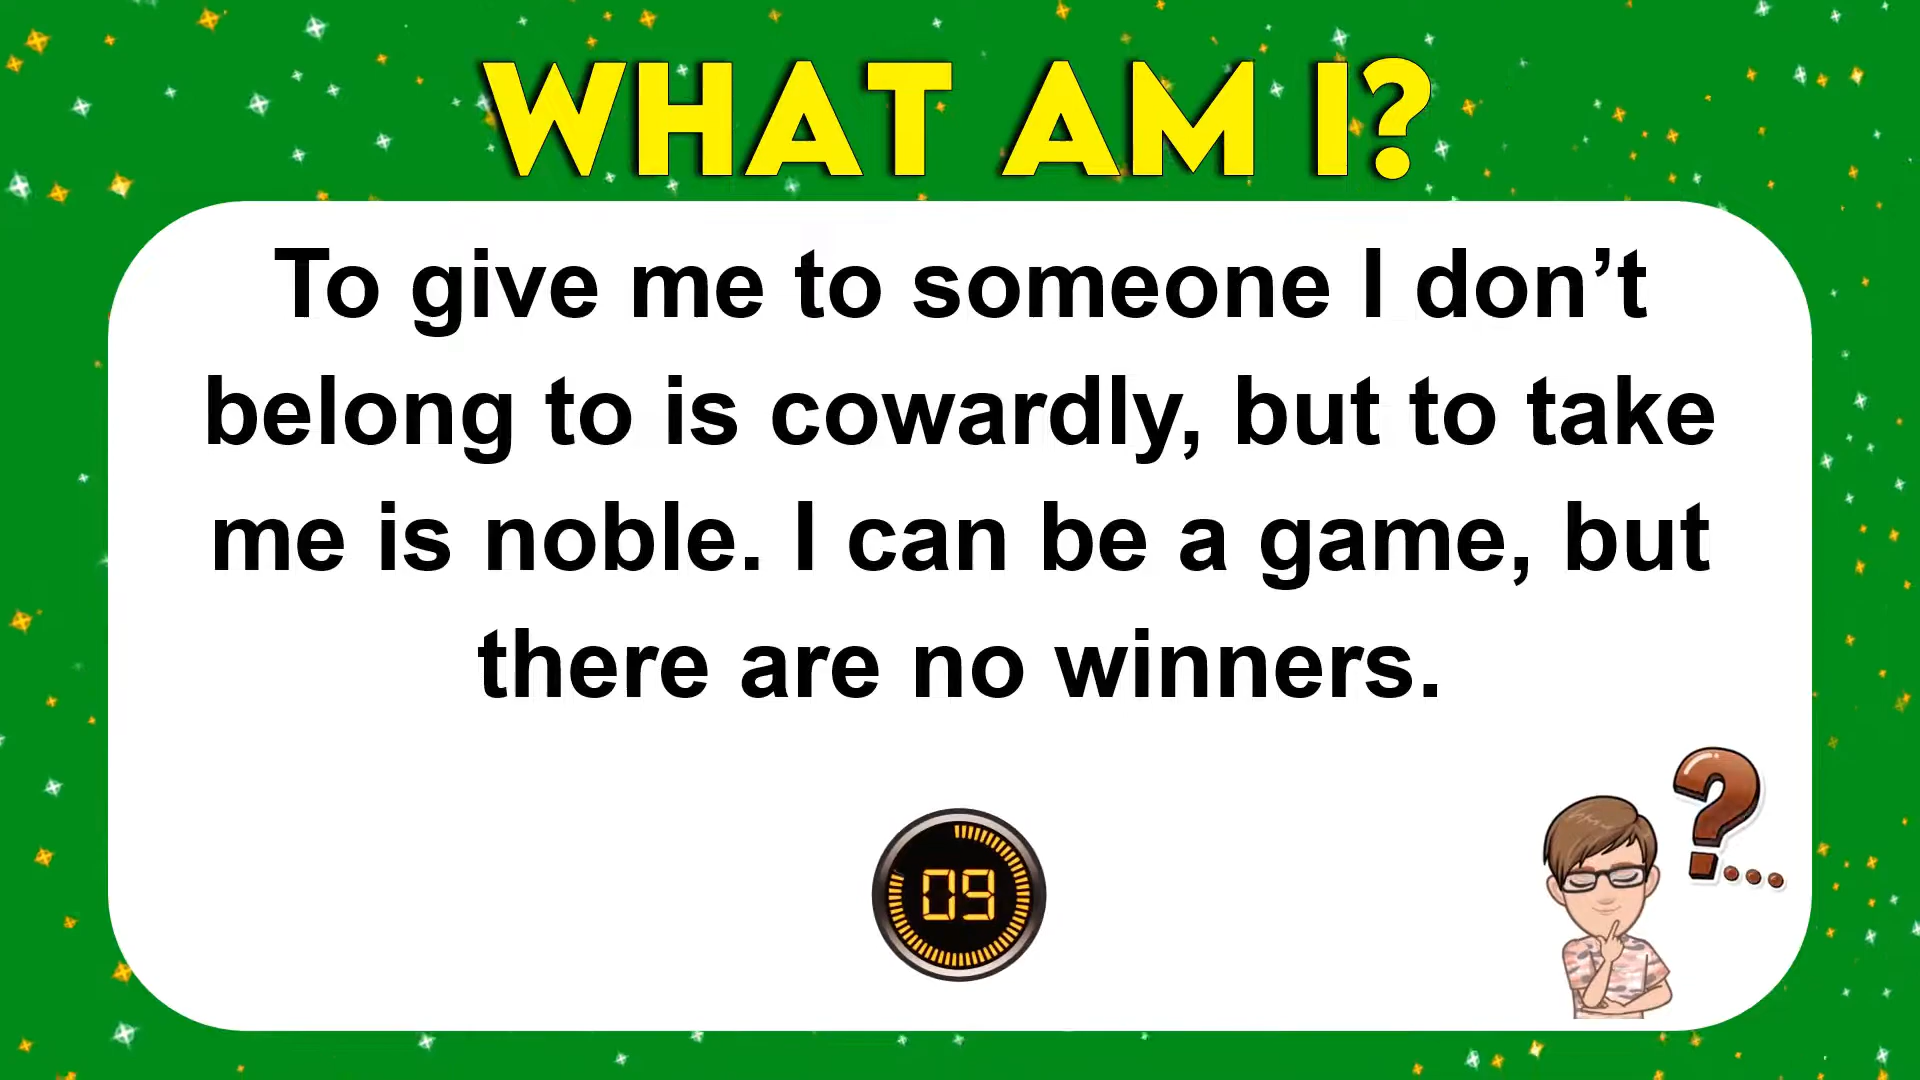 WHAT AM I?
To give me to someone I don’t
belong to is cowardly, but to take
me is noble. I can be a game, but
there are no winners.
09